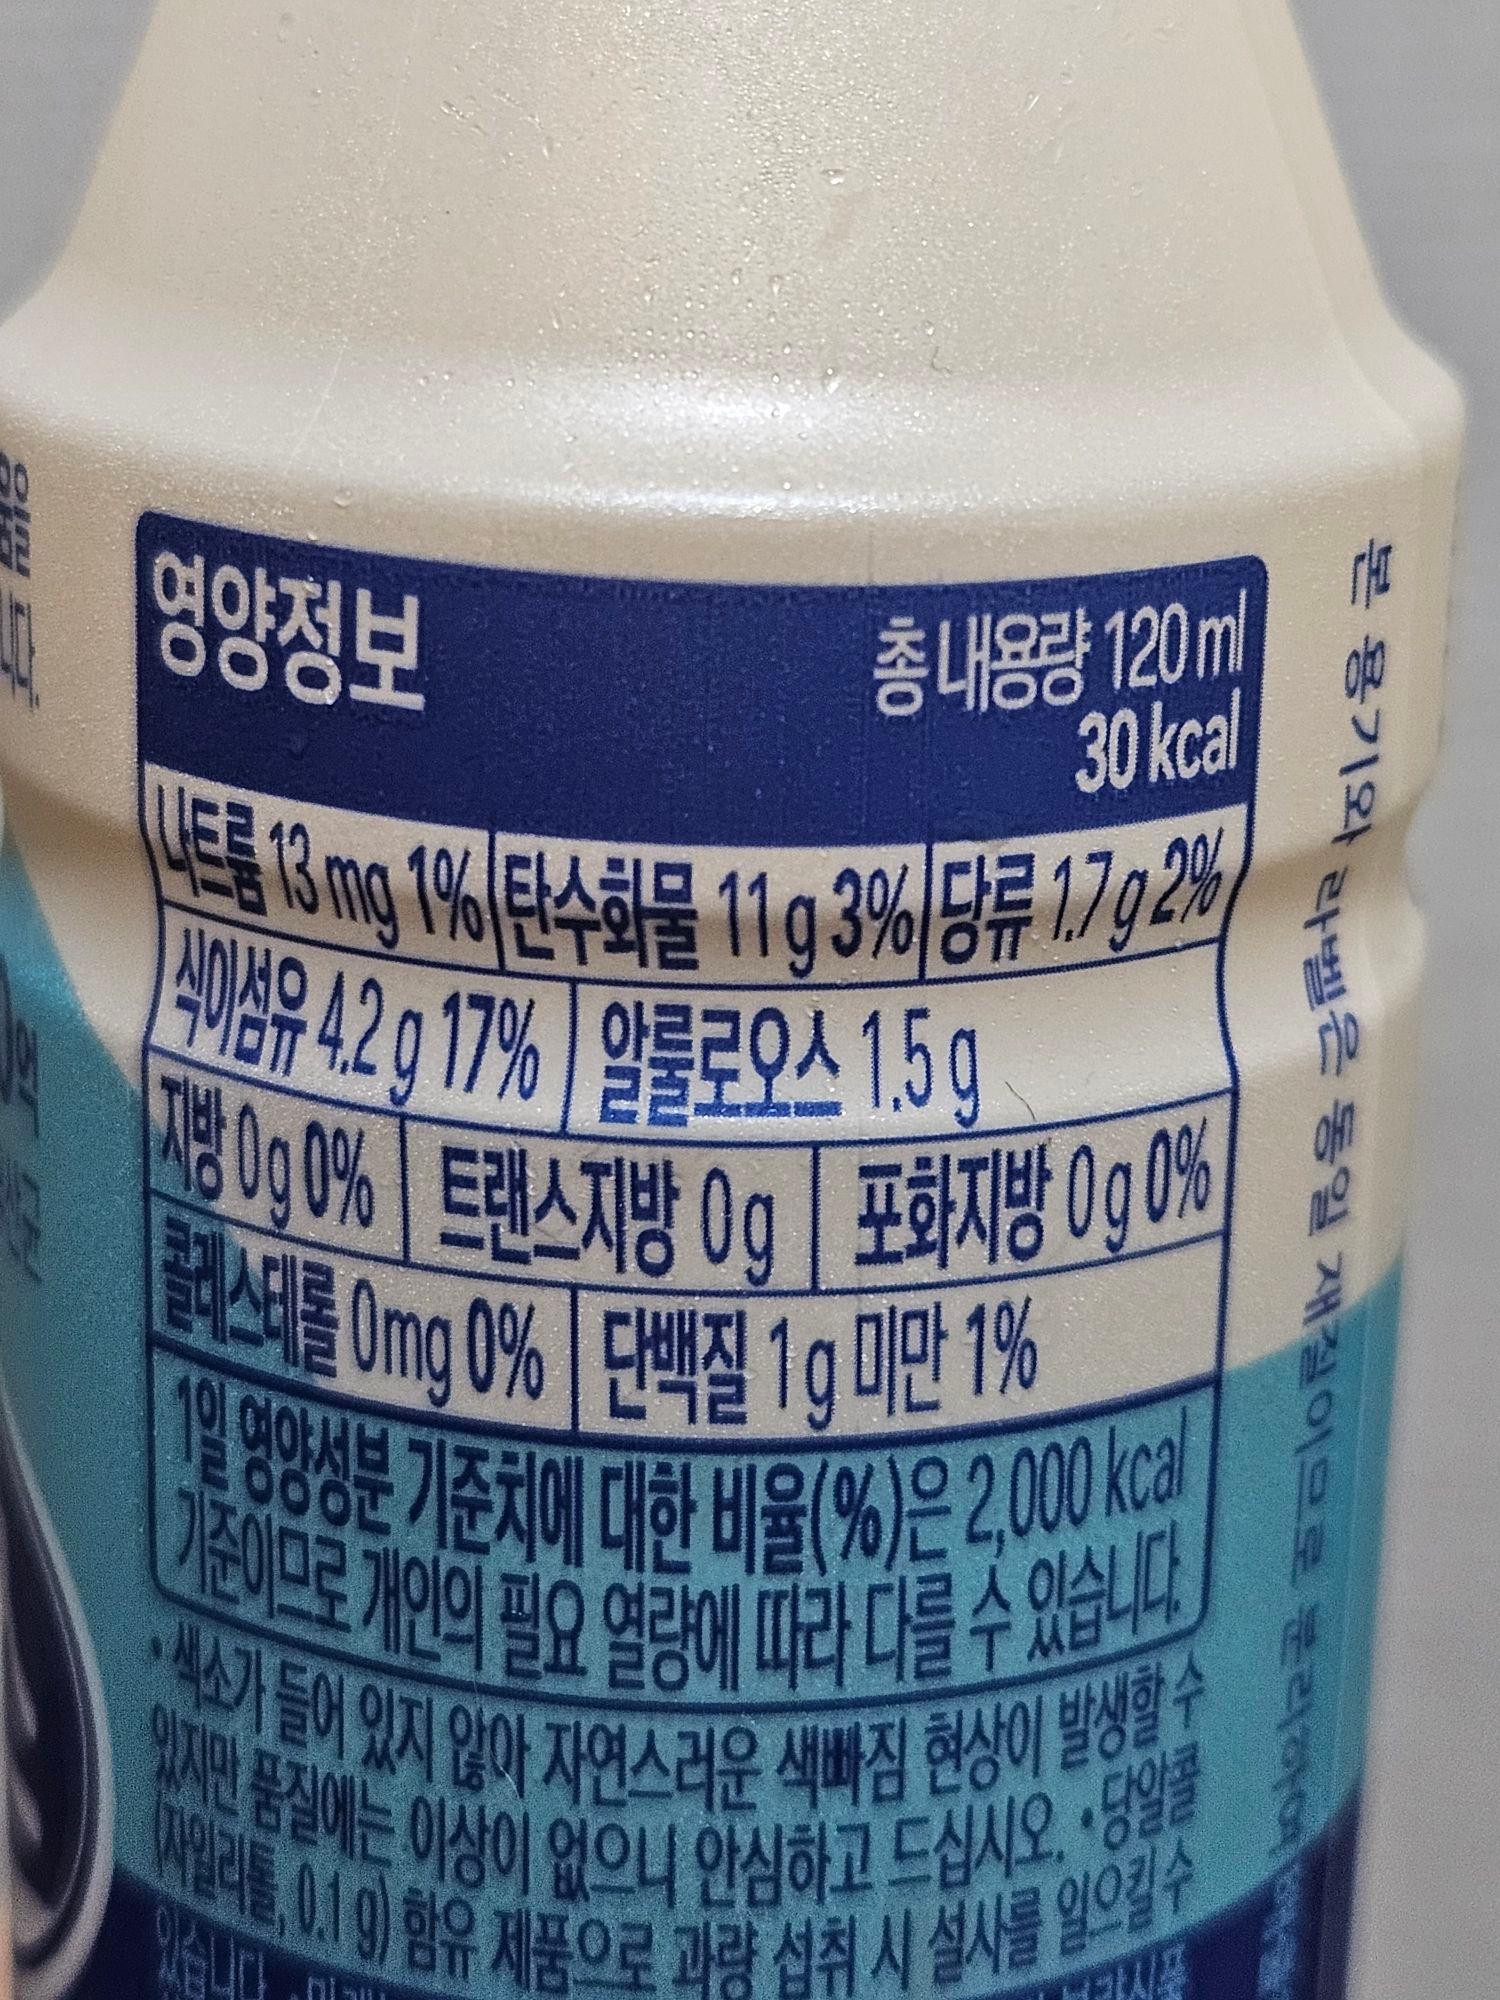 영양정보
총 내용량 120 ml
30 kcal
나트륨 13 mg 1% 탄수화물 11 g 3% 당류 1.7 g 2%
식이섬유 4.2 g 17% 알룰로오스 1.5 g
지방 0 g 0% 트랜스지방 0 g 포화지방 0 g 0%
콜레스테롤 0 mg 0% 단백질 1 g 미만 1%
1일 영양성분 기준치에 대한 비율(%)은 2,000 kcal
기준이므로 개인의 필요 열량에 따라 다를 수 있습니다.
• 색소가 들어 있지 않아 자연스러운 색빠짐 현상이 발생할 수
있지만 품질에는 이상이 없으니 안심하고 드십시오. • 당알콜
(자일리톨, 0.1 g) 함유 제품으로 과량 섭취 시 설사를 일으킬 수
있습니다.
본 용기와 라벨은 동일 재질이므로 분리하여